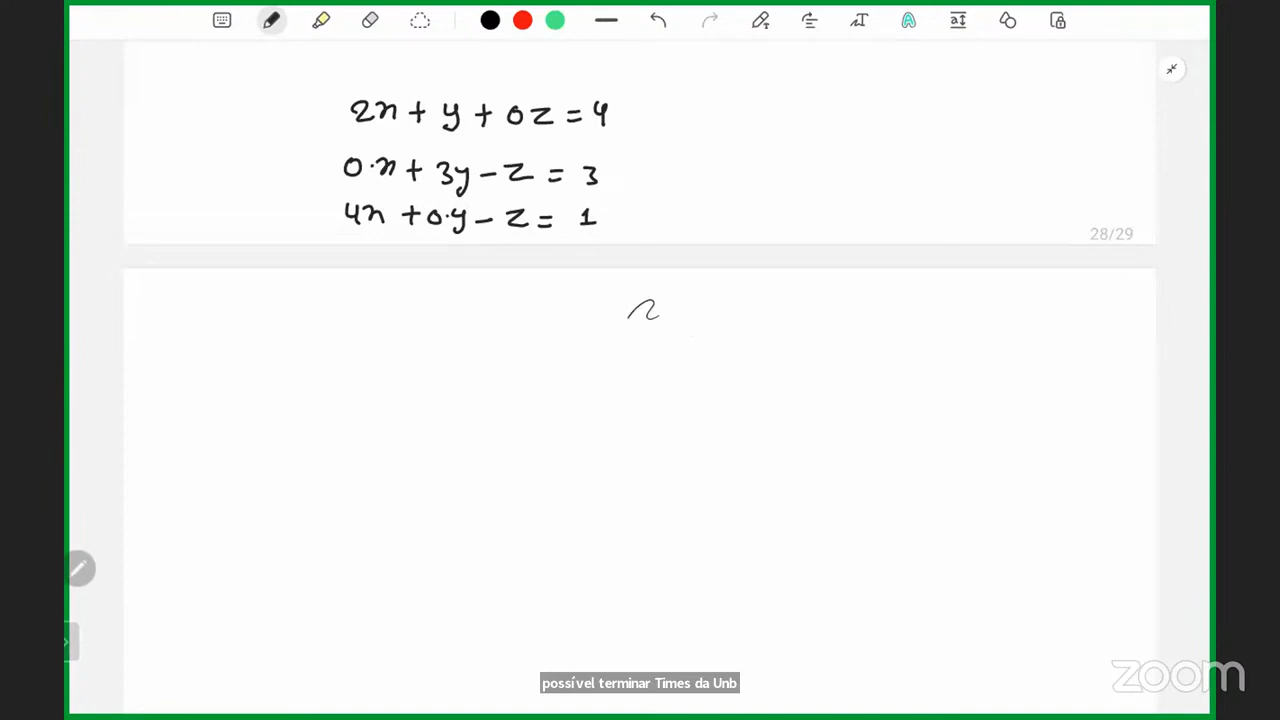 2x + y + 0z = 4
0·x + 3y - z = 3
4x + 0·y - z = 1
28/29
possível terminar Times da Unb
zoom